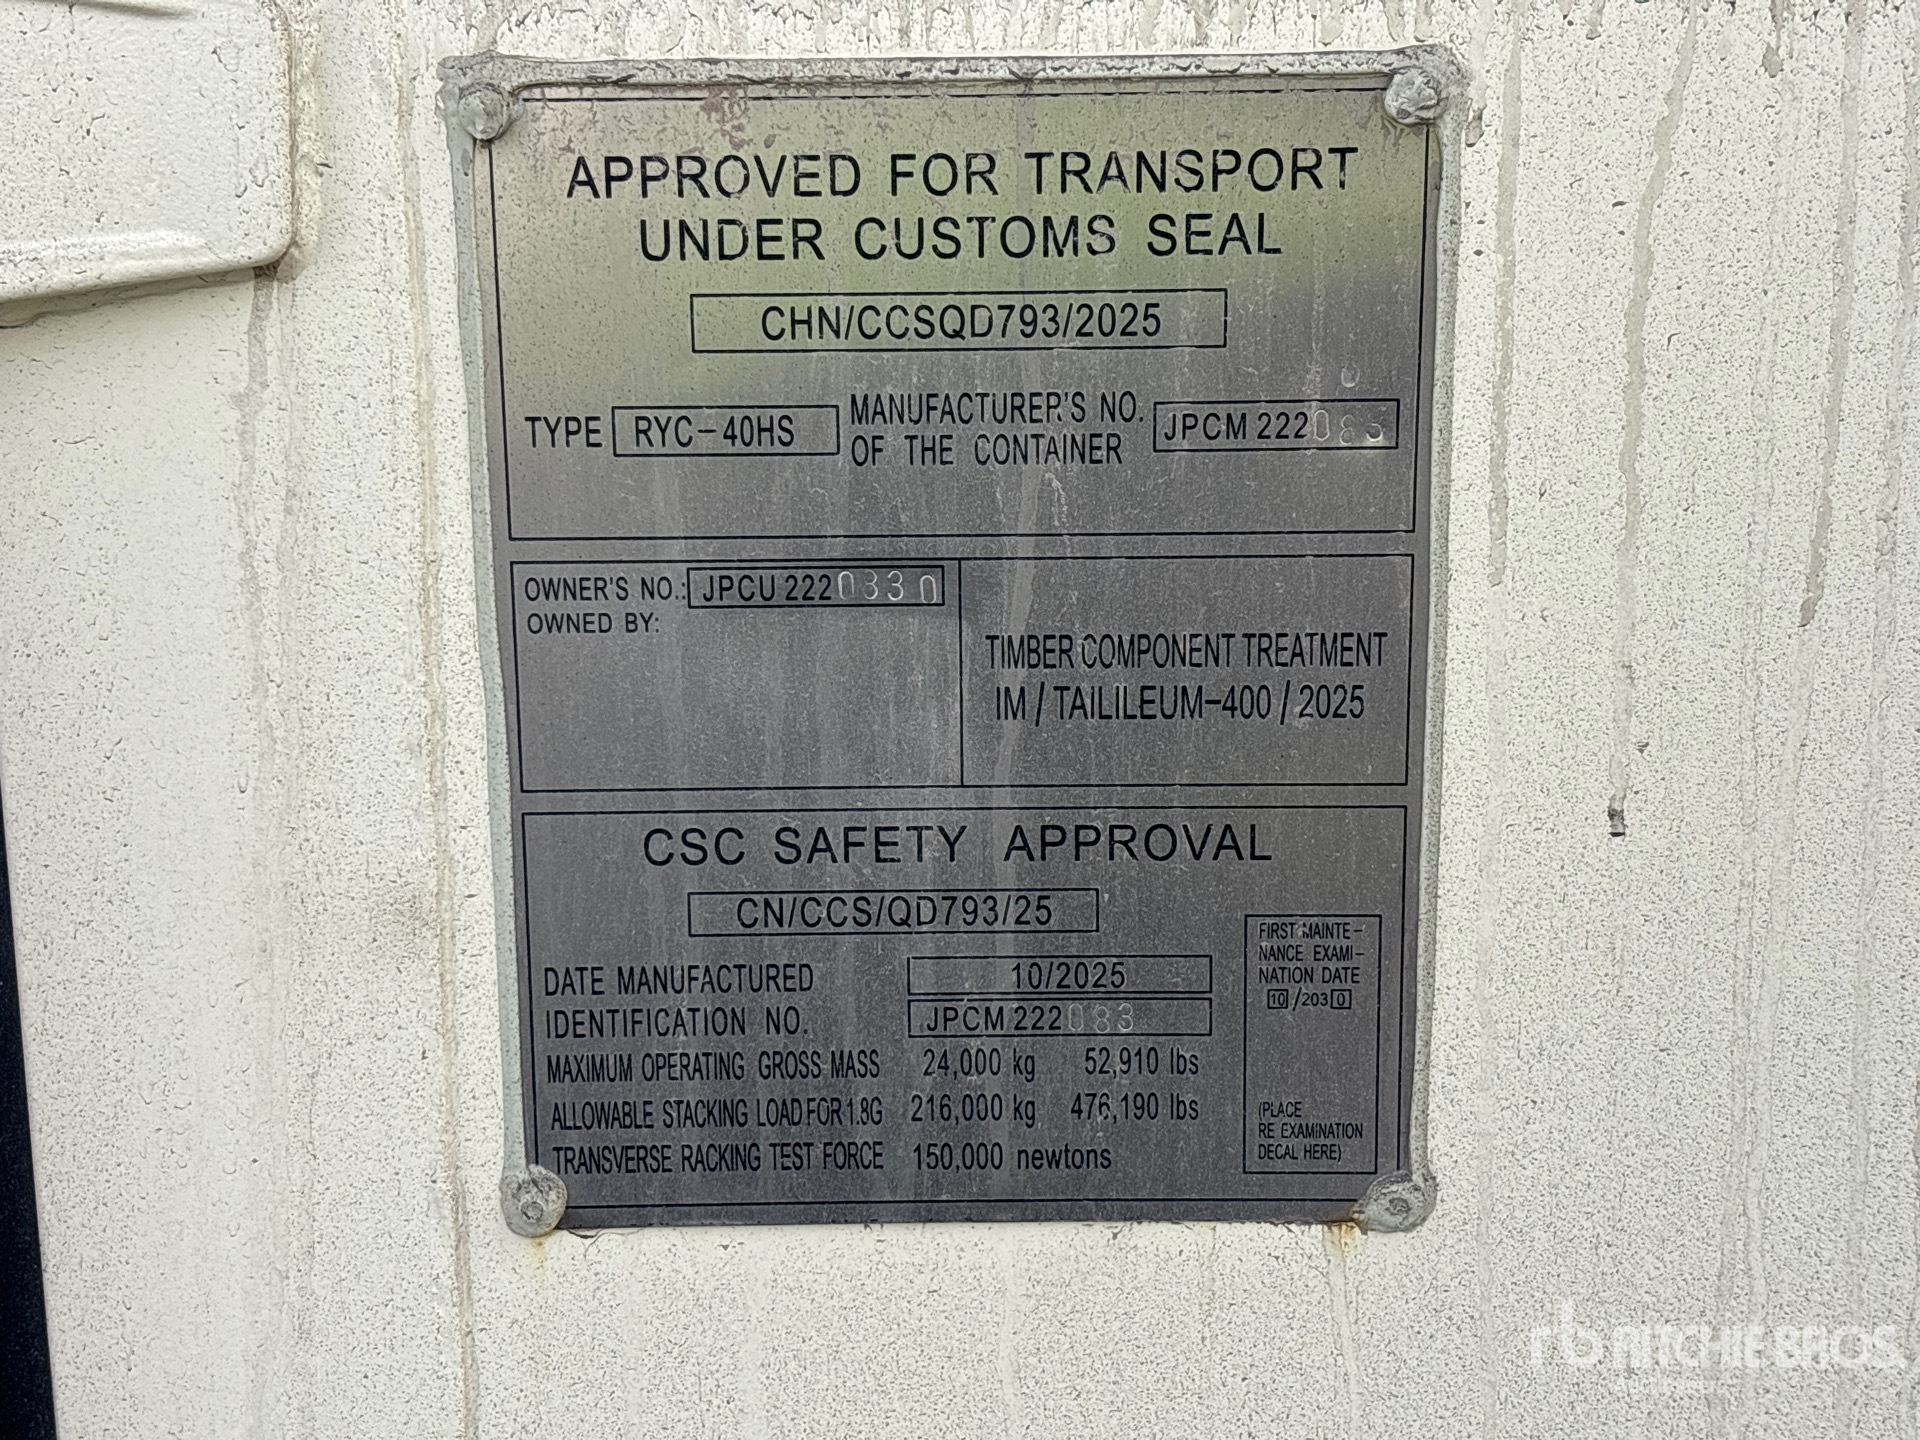 APPROVED FOR TRANSPORT
UNDER CUSTOMS SEAL
CHN/CCSQD793/2025
TYPE RYC-40HS MANUFACTURER'S NO. OF THE CONTAINER JPCM 222083
OWNER'S NO.: JPCU 2220830
OWNED BY:
TIMBER COMPONENT TREATMENT
IM / TAILILEUM-400 / 2025
CSC SAFETY APPROVAL
CN/CCS/QD793/25
DATE MANUFACTURED 10/2025
IDENTIFICATION NO. JPCM 222083
MAXIMUM OPERATING GROSS MASS 24,000 kg 52,910 lbs
ALLOWABLE STACKING LOAD FOR 1.8G 216,000 kg 476,190 lbs
TRANSVERSE RACKING TEST FORCE 150,000 newtons
FIRST MAINTE-
NANCE EXAMI-
NATION DATE
10/2030
(PLACE
RE EXAMINATION
DECAL HERE)
rb RITCHIE BROS.
Auctioneers